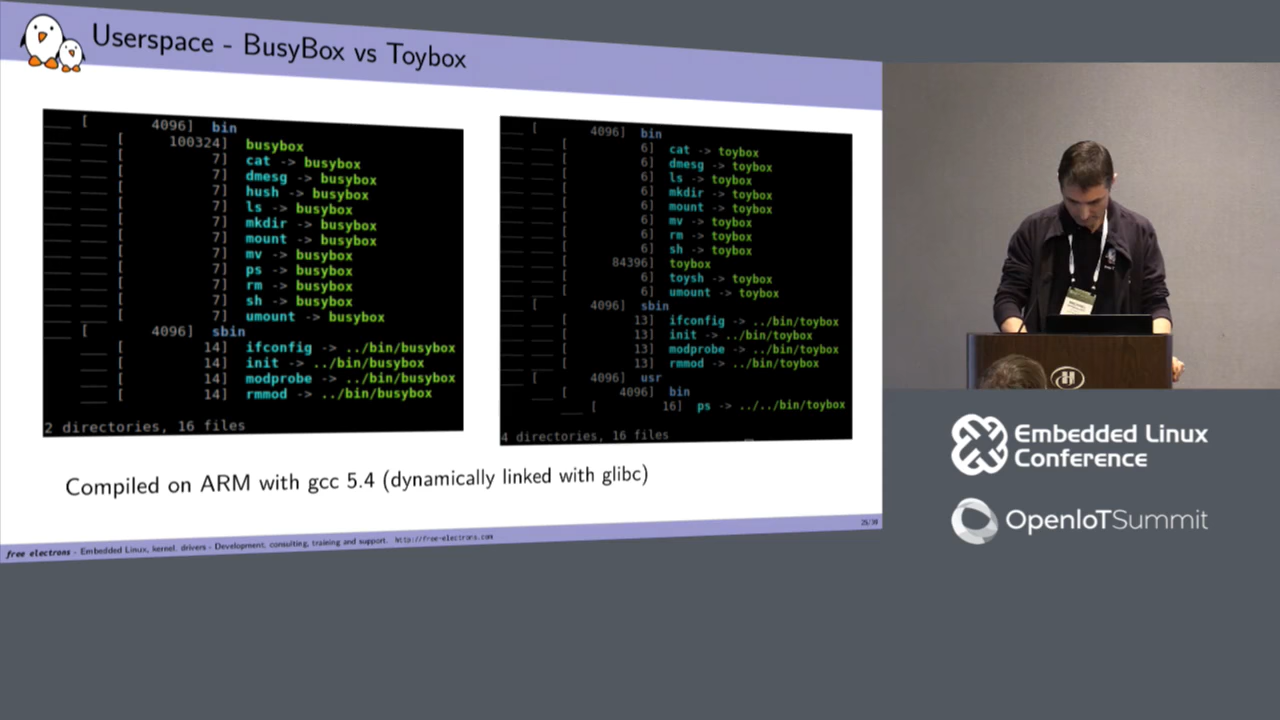 Userspace - BusyBox vs Toybox
[ 4096] bin
[ 100324] busybox
[ 7] cat -> busybox
[ 7] dmesg -> busybox
[ 7] hush -> busybox
[ 7] ls -> busybox
[ 7] mkdir -> busybox
[ 7] mount -> busybox
[ 7] mv -> busybox
[ 7] ps -> busybox
[ 7] rm -> busybox
[ 7] sh -> busybox
[ 7] umount -> busybox
[ 4096] sbin
[ 14] ifconfig -> ../bin/busybox
[ 14] init -> ../bin/busybox
[ 14] modprobe -> ../bin/busybox
[ 14] rmmod -> ../bin/busybox
2 directories, 16 files
[ 4096] bin
[ 6] cat -> toybox
[ 6] dmesg -> toybox
[ 6] ls -> toybox
[ 6] mkdir -> toybox
[ 6] mount -> toybox
[ 6] mv -> toybox
[ 6] rm -> toybox
[ 6] sh -> toybox
[ 84396] toybox
[ 6] toysh -> toybox
[ 6] umount -> toybox
[ 4096] sbin
[ 13] ifconfig -> ../bin/toybox
[ 13] init -> ../bin/toybox
[ 13] modprobe -> ../bin/toybox
[ 13] rmmod -> ../bin/toybox
[ 4096] usr
[ 4096] bin
[ 16] ps -> ../../bin/toybox
4 directories, 16 files
Compiled on ARM with gcc 5.4 (dynamically linked with glibc)
free electrons - Embedded Linux, kernel, drivers - Development, consulting, training and support. http://free-electrons.com
Embedded Linux
Conference
OpenIoTSummit